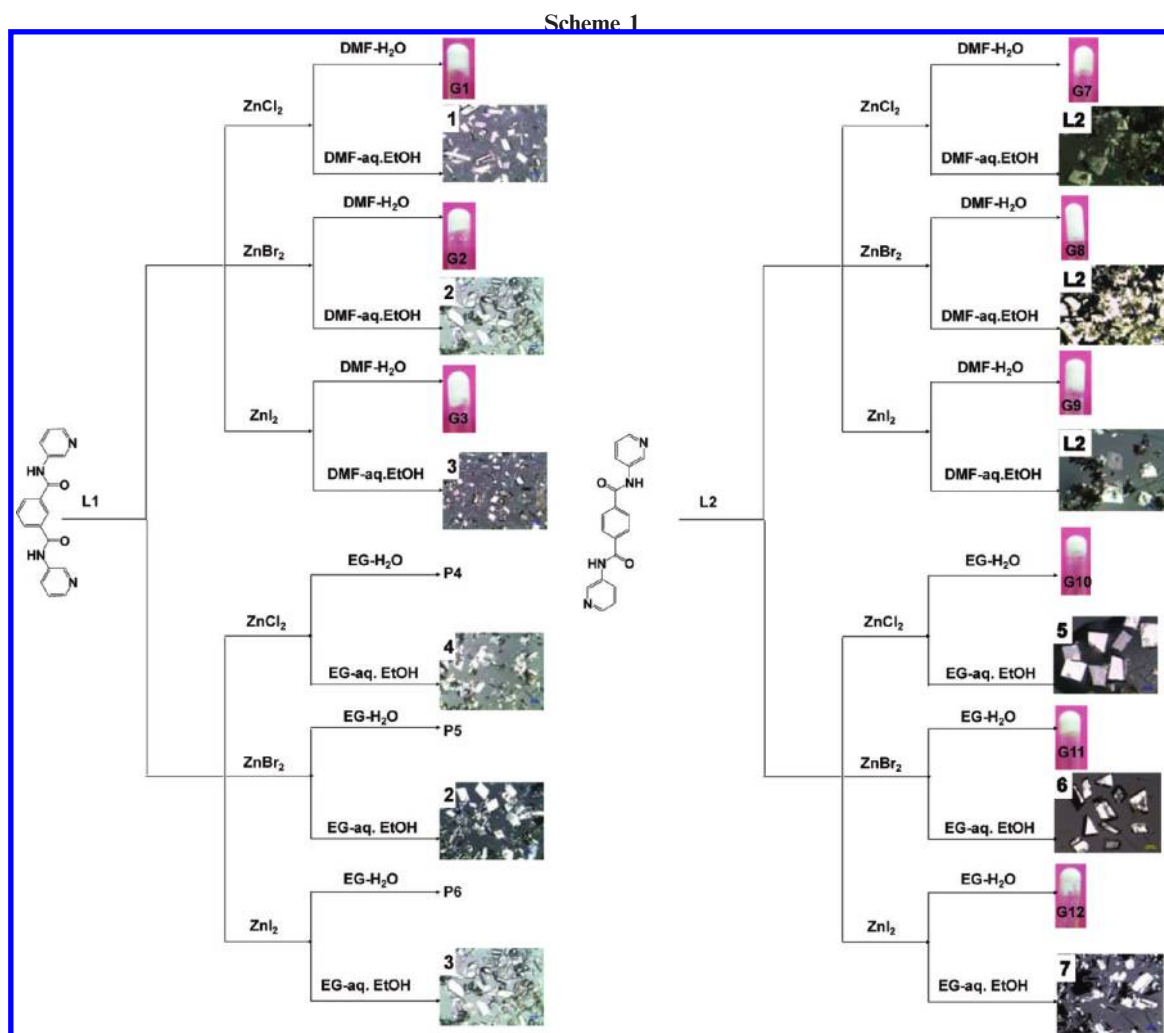 Scheme 1
DMF-H₂O
G1
ZnCl₂
1
DMF-aq.EtOH
DMF-H₂O
G2
ZnBr₂
2
DMF-aq.EtOH
DMF-H₂O
G3
ZnI₂
3
DMF-aq.EtOH
N
HN
O
L1
O
HN
N
EG-H₂O
P4
ZnCl₂
4
EG-aq. EtOH
EG-H₂O
P5
ZnBr₂
2
EG-aq. EtOH
EG-H₂O
P6
ZnI₂
3
EG-aq. EtOH
DMF-H₂O
G7
ZnCl₂
L2
DMF-aq.EtOH
DMF-H₂O
G8
ZnBr₂
L2
DMF-aq.EtOH
DMF-H₂O
G9
ZnI₂
L2
DMF-aq.EtOH
N
O
NH
L2
HN
O
N
EG-H₂O
G10
ZnCl₂
5
EG-aq. EtOH
EG-H₂O
G11
ZnBr₂
6
EG-aq. EtOH
EG-H₂O
G12
ZnI₂
7
EG-aq. EtOH